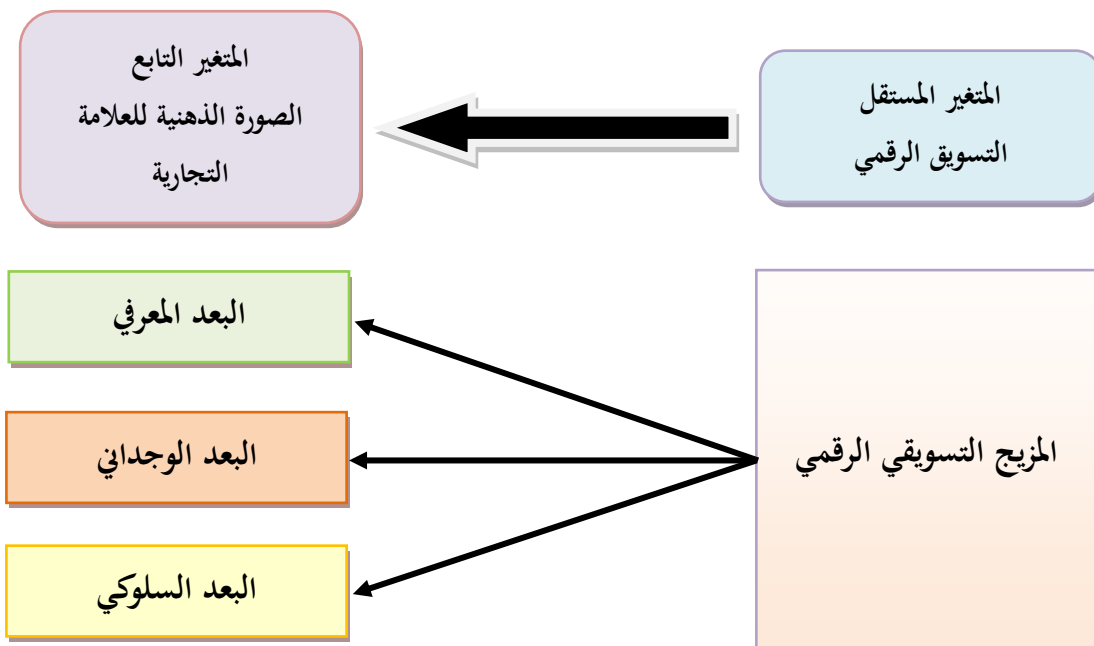 المتغير المستقل
التسويق الرقمي
المتغير التابع
الصورة الذهنية للعلامة
التجارية
المزيج التسويقي الرقمي
البعد المعرفي
البعد الوجداني
البعد السلوكي